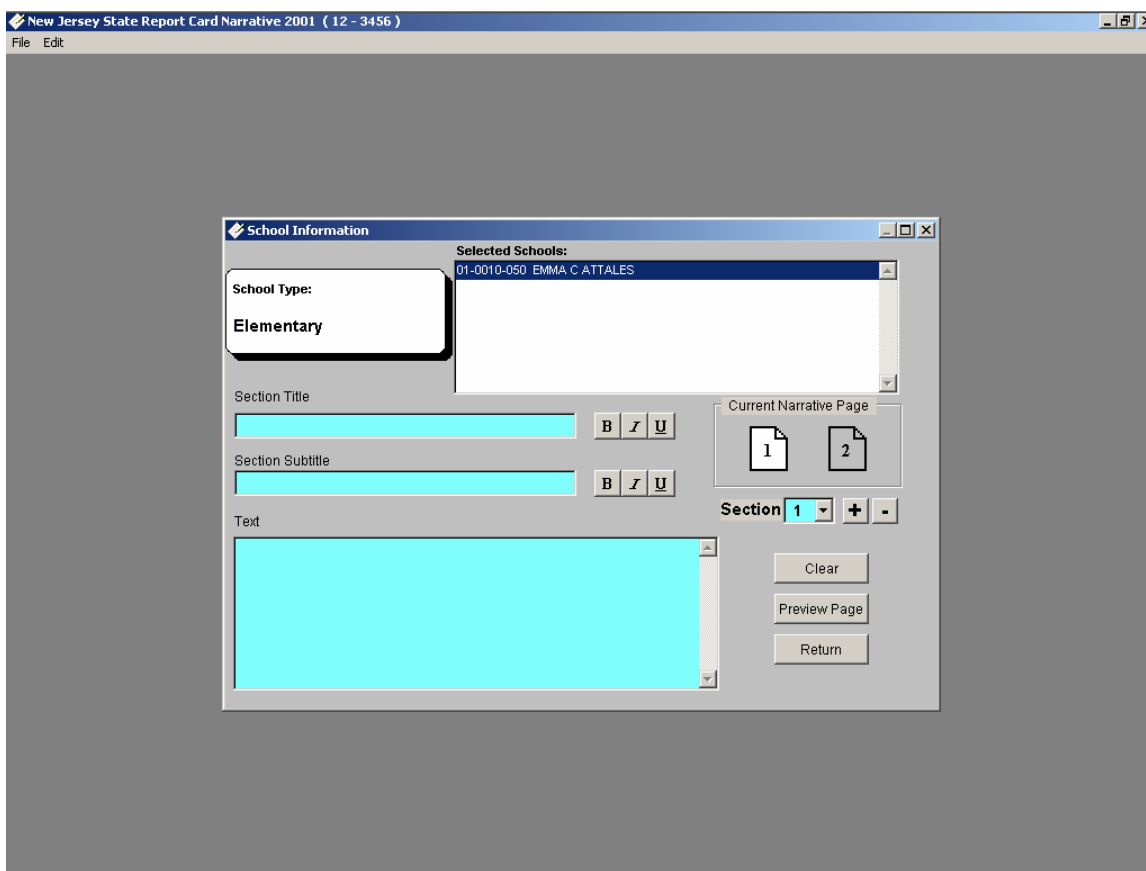 New Jersey State Report Card Narrative 2001 ( 12 - 3456 )
File Edit
School Information
Selected Schools:
01-0010-050 EMMA C ATTALES
School Type:
Elementary
Section Title
B I U
Current Narrative Page
1 2
Section Subtitle
B I U
Section 1 + -
Text
Clear
Preview Page
Return